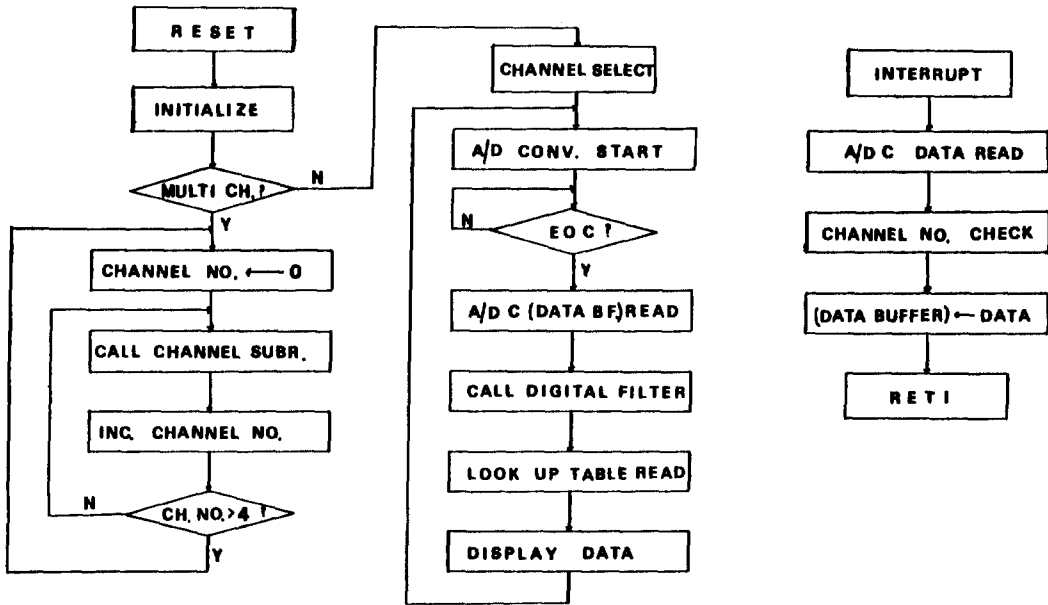 RESET
INITIALIZE
MULTI CH.?
N
Y
CHANNEL NO. ← 0
CALL CHANNEL SUBR.
INC. CHANNEL NO.
CH. NO. > 4 ?
N
Y
CHANNEL SELECT
A/D CONV. START
EOC ?
N
Y
A/D C (DATA BF.) READ
CALL DIGITAL FILTER
LOOK UP TABLE READ
DISPLAY DATA
INTERRUPT
A/D C DATA READ
CHANNEL NO. CHECK
(DATA BUFFER) ← DATA
RETI